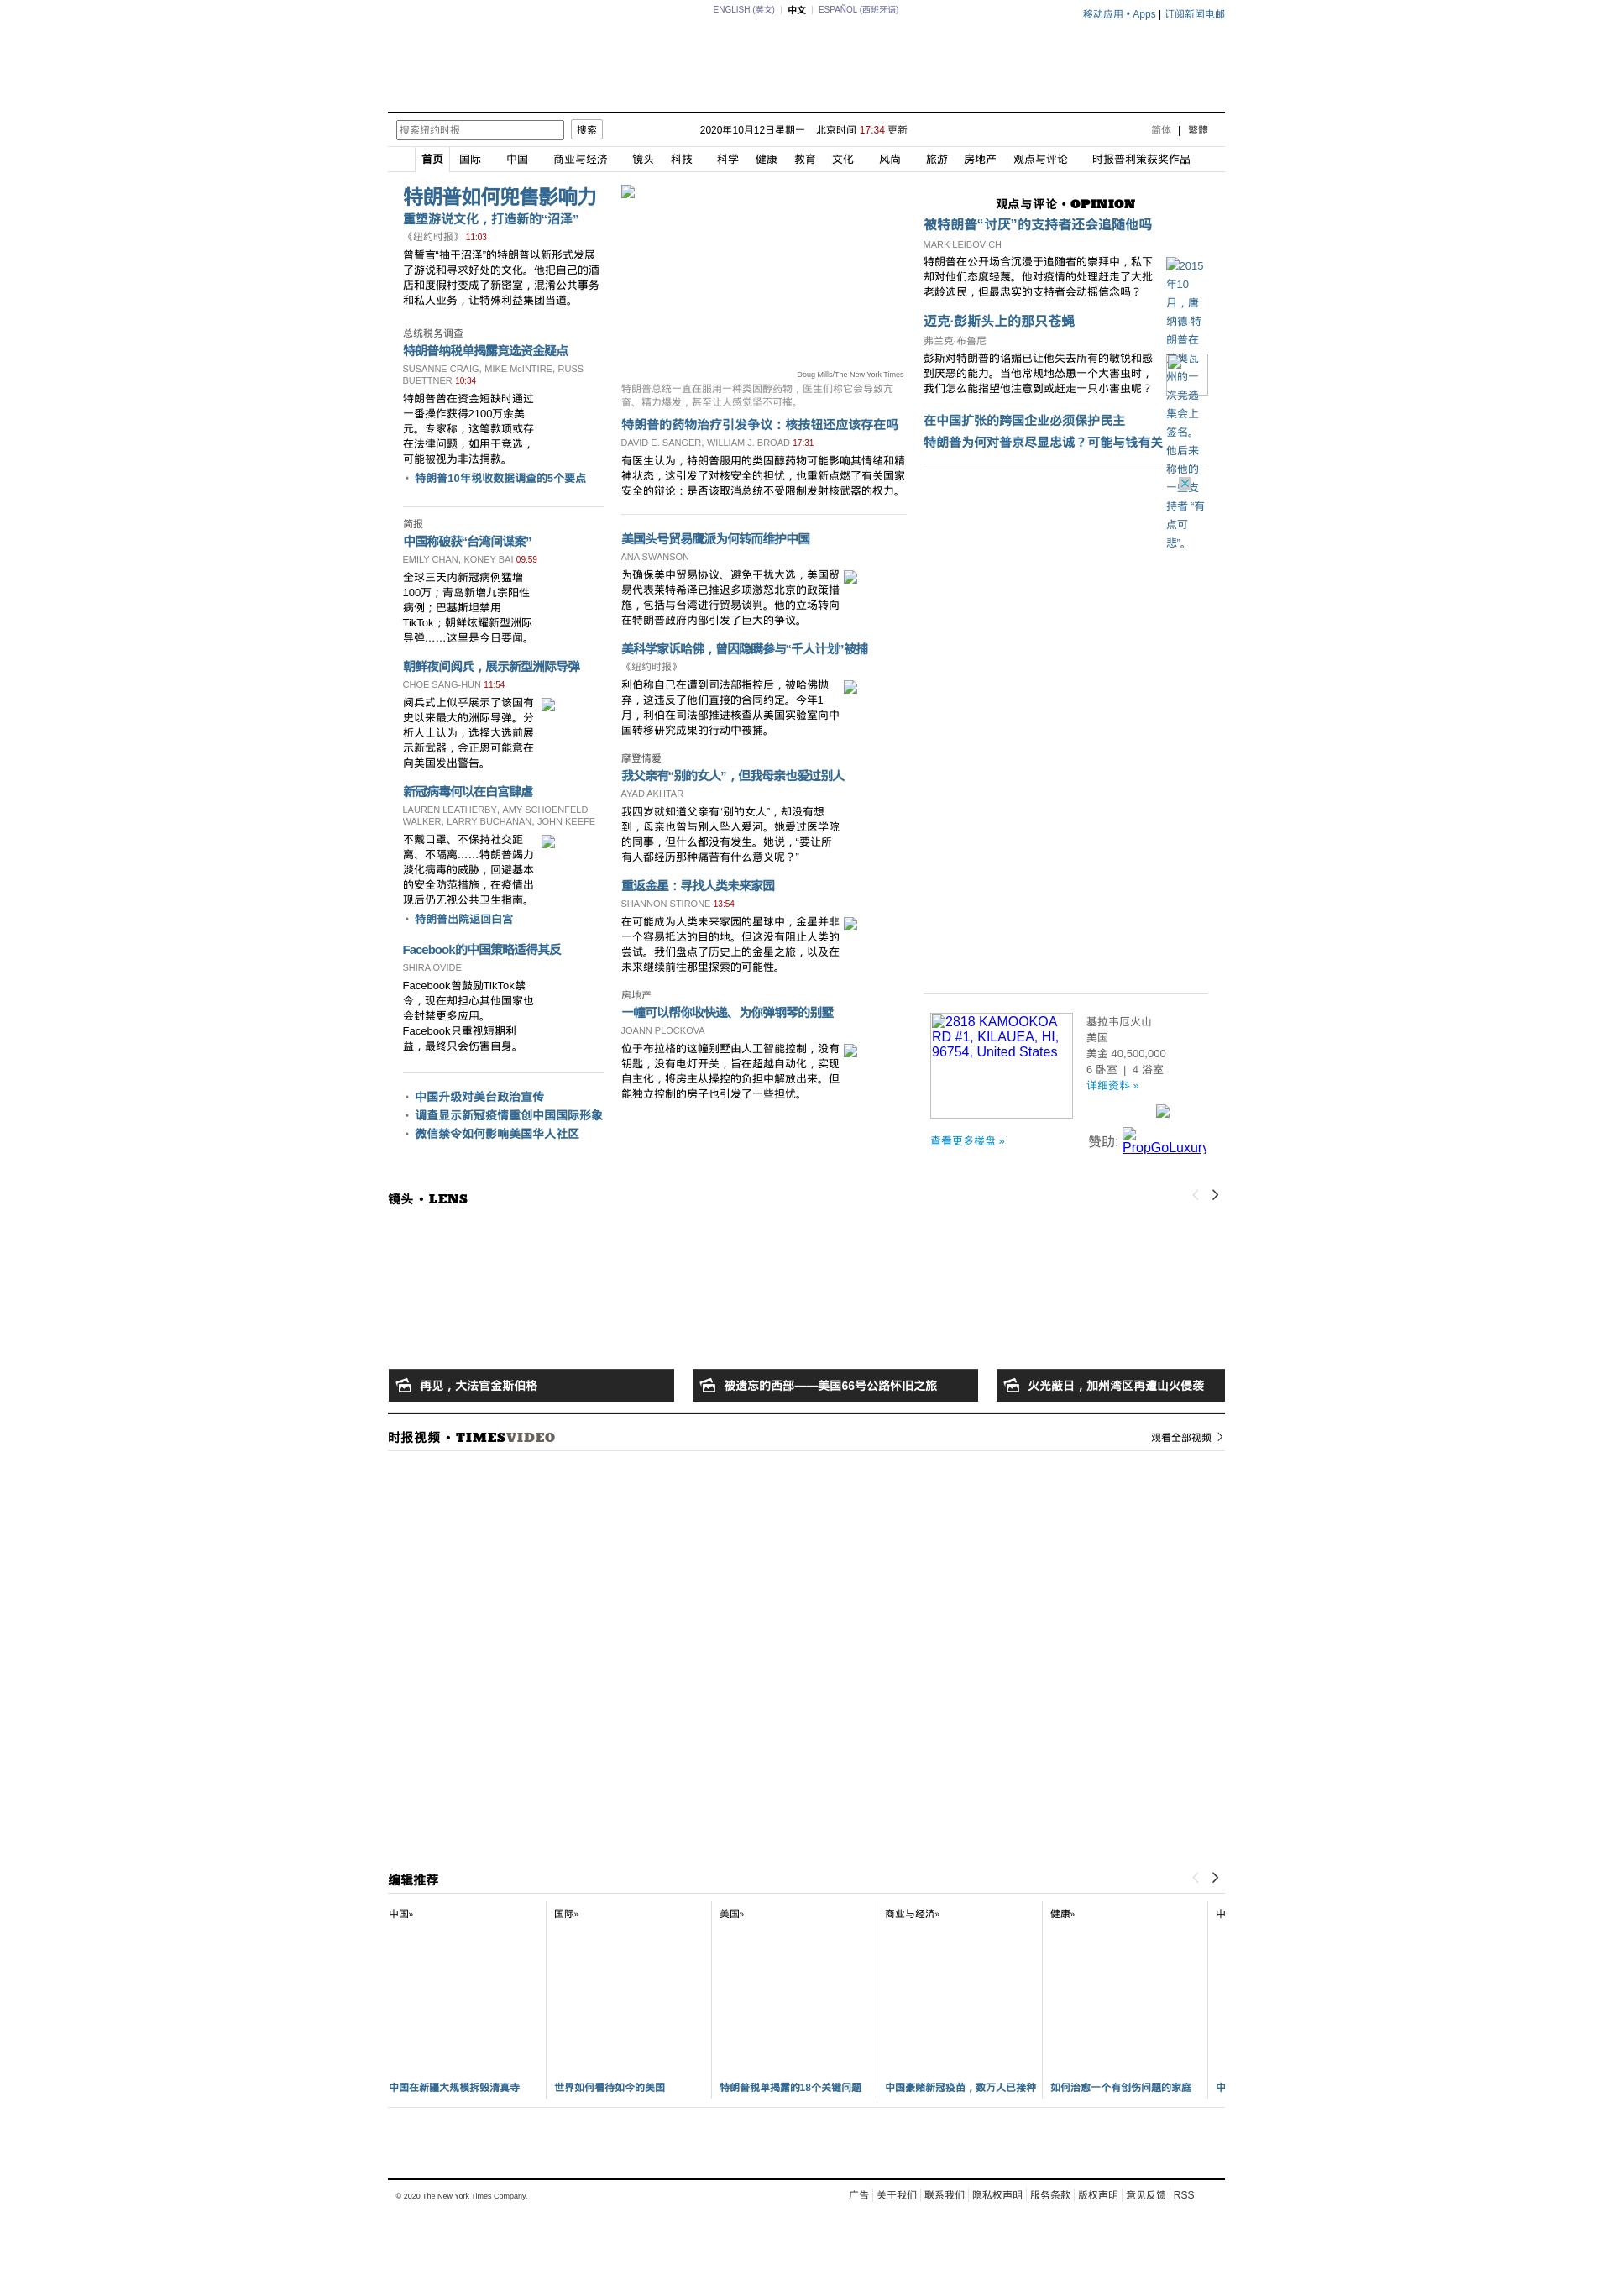 ENGLISH (英文) | 中文 | ESPAÑOL (西班牙语)
移动应用 • Apps | 订阅新闻电邮
搜索纽约时报 搜索 2020年10月12日星期一 北京时间 17:34 更新 简体 | 繁體
首页 国际 中国 商业与经济 镜头 科技 科学 健康 教育 文化 风尚 旅游 房地产 观点与评论 时报普利策获奖作品
特朗普如何兜售影响力
重塑游说文化，打造新的“沼泽”
《纽约时报》 11:03
曾誓言“抽干沼泽”的特朗普以新形式发展
了游说和寻求好处的文化。他把自己的酒
店和度假村变成了新密室，混淆公共事务
和私人业务，让特殊利益集团当道。
总统税务调查
特朗普纳税单揭露竞选资金疑点
SUSANNE CRAIG, MIKE McINTIRE, RUSS
BUETTNER 10:34
特朗普曾在资金短缺时通过
一番操作获得2100万余美
元。专家称，这笔款项或存
在法律问题，如用于竞选，
可能被视为非法捐款。
• 特朗普10年税收数据调查的5个要点
简报
中国称破获“台湾间谍案”
EMILY CHAN, KONEY BAI 09:59
全球三天内新冠病例猛增
100万；青岛新增九宗阳性
病例；巴基斯坦禁用
TikTok；朝鲜炫耀新型洲际
导弹……这里是今日要闻。
朝鲜夜间阅兵，展示新型洲际导弹
CHOE SANG-HUN 11:54
阅兵式上似乎展示了该国有
史以来最大的洲际导弹。分
析人士认为，选择大选前展
示新武器，金正恩可能意在
向美国发出警告。
新冠病毒何以在白宫肆虐
LAUREN LEATHERBY, AMY SCHOENFELD
WALKER, LARRY BUCHANAN, JOHN KEEFE
不戴口罩、不保持社交距
离、不隔离……特朗普竭力
淡化病毒的威胁，回避基本
的安全防范措施，在疫情出
现后仍无视公共卫生指南。
• 特朗普出院返回白宫
Facebook的中国策略适得其反
SHIRA OVIDE
Facebook曾鼓励TikTok禁
令，现在却担心其他国家也
会封禁更多应用。
Facebook只重视短期利
益，最终只会伤害自身。
• 中国升级对美台政治宣传
• 调查显示新冠疫情重创中国国际形象
• 微信禁令如何影响美国华人社区
Doug Mills/The New York Times
特朗普总统一直在服用一种类固醇药物，医生们称它会导致亢
奋、精力爆发，甚至让人感觉坚不可摧。
特朗普的药物治疗引发争议：核按钮还应该存在吗
DAVID E. SANGER, WILLIAM J. BROAD 17:31
有医生认为，特朗普服用的类固醇药物可能影响其情绪和精
神状态，这引发了对核安全的担忧，也重新点燃了有关国家
安全的辩论：是否该取消总统不受限制发射核武器的权力。
美国头号贸易鹰派为何转而维护中国
ANA SWANSON
为确保美中贸易协议、避免干扰大选，美国贸
易代表莱特希泽已推迟多项激怒北京的政策措
施，包括与台湾进行贸易谈判。他的立场转向
在特朗普政府内部引发了巨大的争议。
美科学家诉哈佛，曾因隐瞒参与“千人计划”被捕
《纽约时报》
利伯称自己在遭到司法部指控后，被哈佛抛
弃，这违反了他们直接的合同约定。今年1
月，利伯在司法部推进核查从美国实验室向中
国转移研究成果的行动中被捕。
摩登情爱
我父亲有“别的女人”，但我母亲也爱过别人
AYAD AKHTAR
我四岁就知道父亲有“别的女人”，却没有想
到，母亲也曾与别人坠入爱河。她爱过医学院
的同事，但什么都没有发生。她说，“要让所
有人都经历那种痛苦有什么意义呢？”
重返金星：寻找人类未来家园
SHANNON STIRONE 13:54
在可能成为人类未来家园的星球中，金星并非
一个容易抵达的目的地。但这没有阻止人类的
尝试。我们盘点了历史上的金星之旅，以及在
未来继续前往那里探索的可能性。
房地产
一幢可以帮你收快递、为你弹钢琴的别墅
JOANN PLOCKOVA
位于布拉格的这幢别墅由人工智能控制，没有
钥匙，没有电灯开关，旨在超越自动化，实现
自主化，将房主从操控的负担中解放出来。但
能独立控制的房子也引发了一些担忧。
观点与评论 • OPINION
被特朗普“讨厌”的支持者还会追随他吗
MARK LEIBOVICH
特朗普在公开场合沉浸于追随者的崇拜中，私下
却对他们态度轻蔑。他对疫情的处理赶走了大批
老龄选民，但最忠实的支持者会动摇信念吗？
2015
年10
月，唐
纳德·特
朗普在
州的一
次竞选
集会上
签名。
他后来
称他的
持者 “有
点可
悲”。
迈克·彭斯头上的那只苍蝇
弗兰克·布鲁尼
彭斯对特朗普的谄媚已让他失去所有的敏锐和感
到厌恶的能力。当他常规地怂恿一个大害虫时，
我们怎么能指望他注意到或赶走一只小害虫呢？
在中国扩张的跨国企业必须保护民主
特朗普为何对普京尽显忠诚？可能与钱有关
2818 KAMOOKOA
RD #1, KILAUEA, HI,
96754, United States
基拉韦厄火山
美国
美金 40,500,000
6 卧室 | 4 浴室
详细资料 »
查看更多楼盘 »
赞助: PropGoLuxury
镜头 • LENS
再见，大法官金斯伯格
被遗忘的西部——美国66号公路怀旧之旅
火光蔽日，加州湾区再遭山火侵袭
时报视频 • TIMESVIDEO
观看全部视频
编辑推荐
中国» 国际» 美国» 商业与经济» 健康» 中
中国在新疆大规模拆毁清真寺 世界如何看待如今的美国 特朗普税单揭露的18个关键问题 中国豪赌新冠疫苗，数万人已接种 如何治愈一个有创伤问题的家庭 中
© 2020 The New York Times Company.
广告 关于我们 联系我们 隐私权声明 服务条款 版权声明 意见反馈 RSS